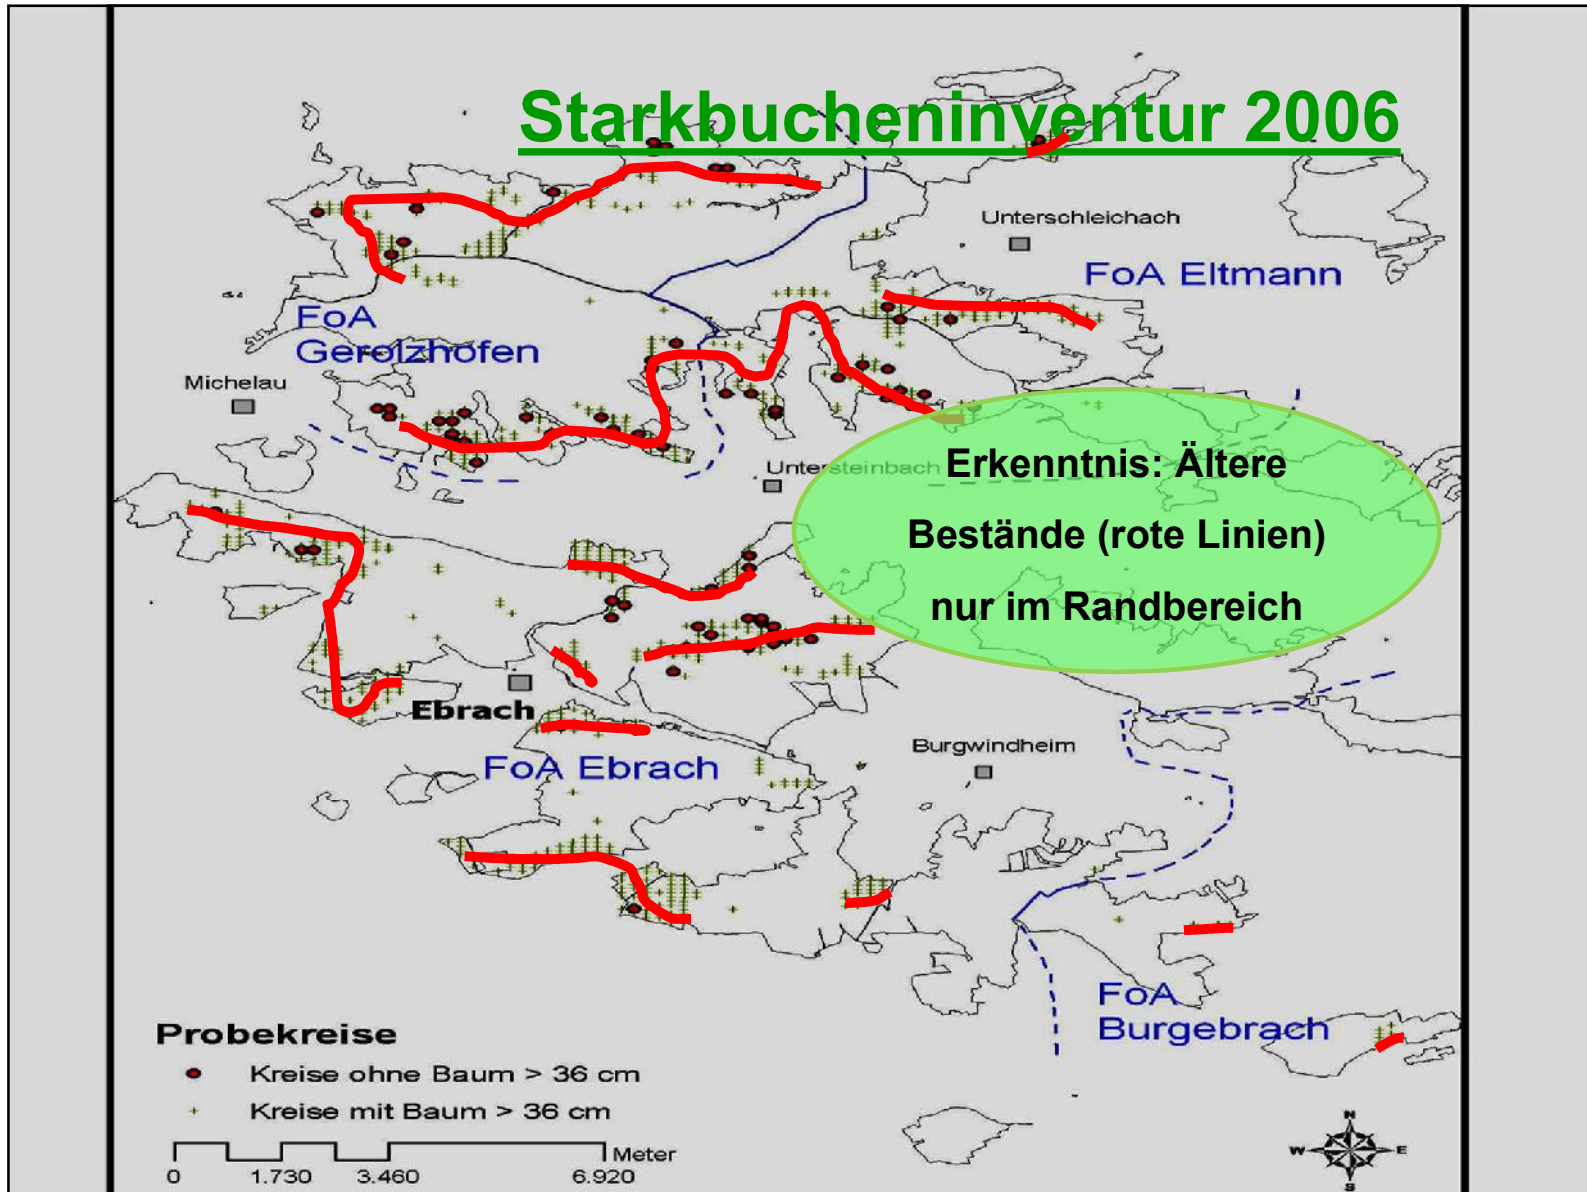 Starkbucheninventur 2006
Unterschleichach
FoA Eltmann
FoA
Gerolzhofen
Michelau
Untersteinbach
Erkenntnis: Ältere
Bestände (rote Linien)
nur im Randbereich
Ebrach
FoA Ebrach
Burgwindheim
FoA
Burgebrach
Probekreise
Kreise ohne Baum > 36 cm
Kreise mit Baum > 36 cm
Meter
0 1.730 3.460 6.920
N
W E
S